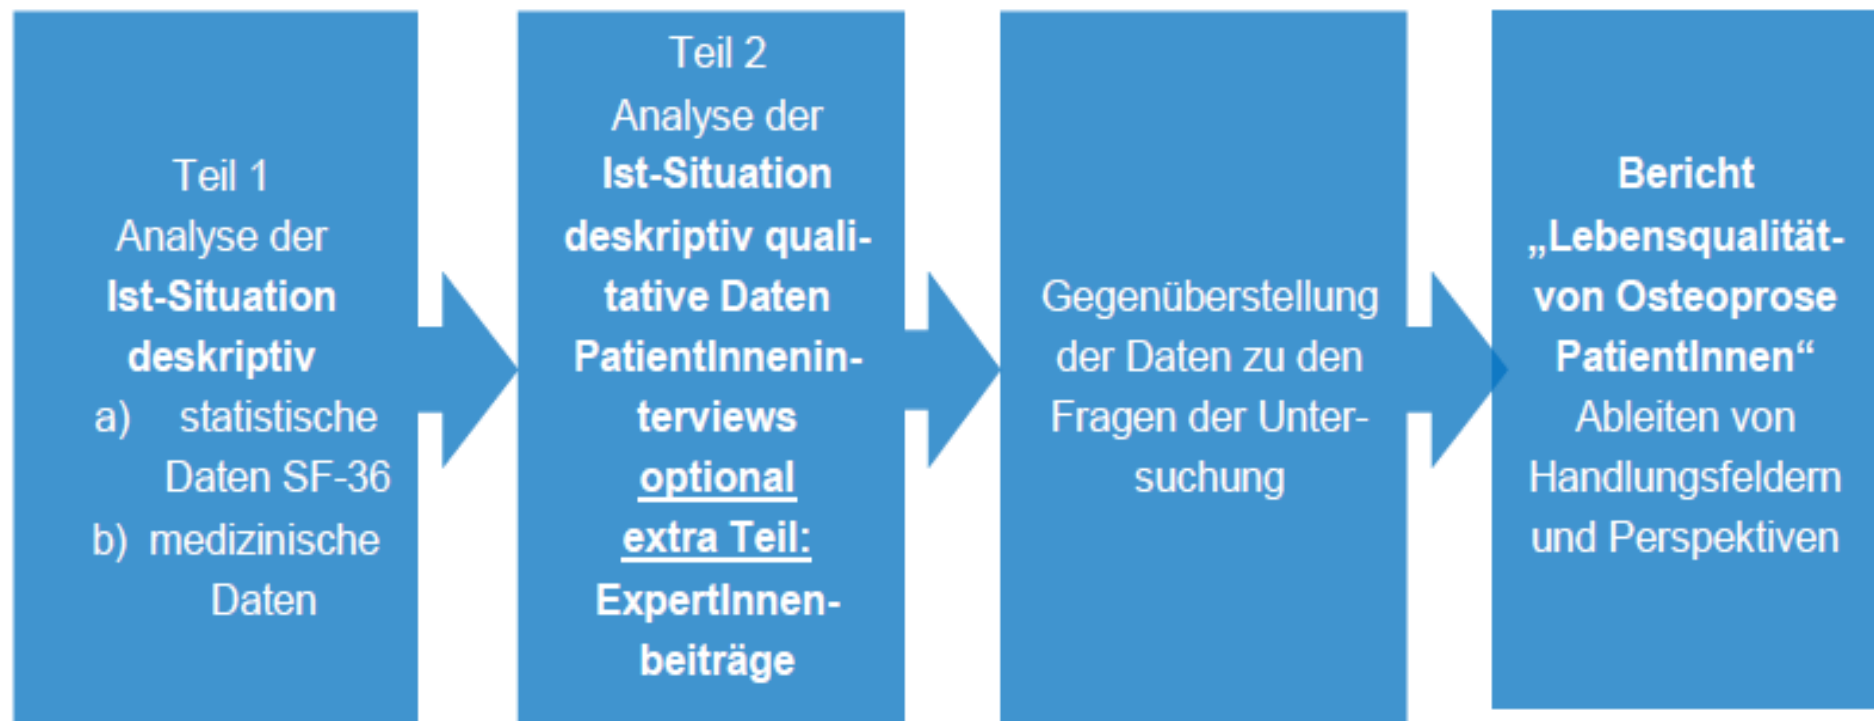 Teil 1
Analyse der
Ist-Situation
deskriptiv
a) statistische
Daten SF-36
b) medizinische
Daten
Teil 2
Analyse der
Ist-Situation
deskriptiv quali-
tative Daten
PatientInnenin-
terviews
optional
extra Teil:
ExpertInnen-
beiträge
Gegenüberstellung
der Daten zu den
Fragen der Unter-
suchung
Bericht
„Lebensqualität-
von Osteoprose
PatientInnen“
Ableiten von
Handlungsfeldern
und Perspektiven